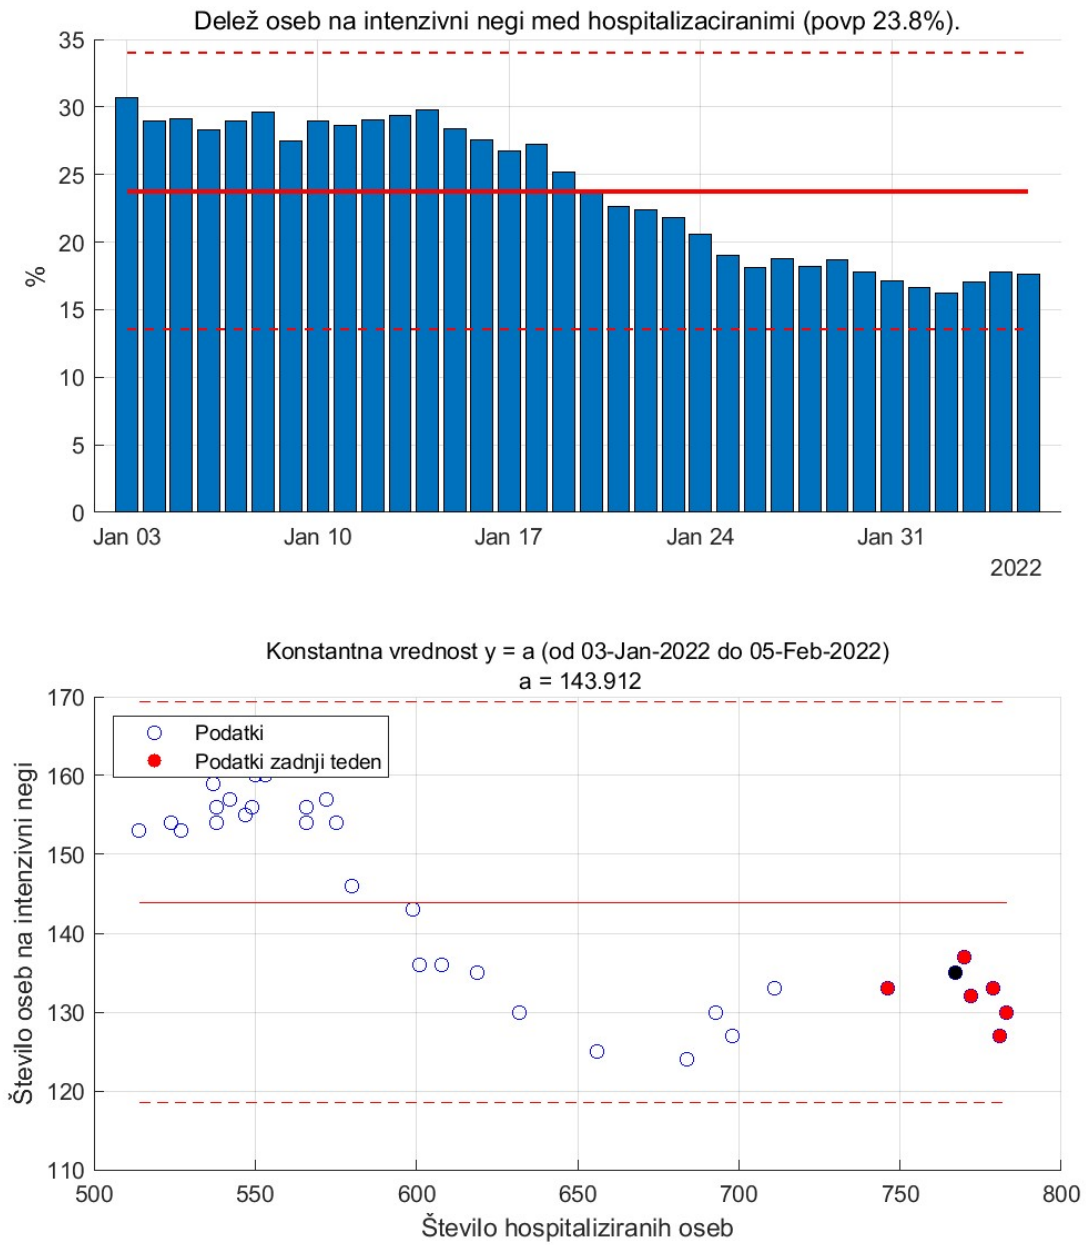 Delež oseb na intenzivni negi med hospitalizaciranimi (povp 23.8%).
35
30
25
20
15
10
5
0
%
Jan 03 Jan 10 Jan 17 Jan 24 Jan 31
2022
Konstantna vrednost y = a (od 03-Jan-2022 do 05-Feb-2022)
a = 143.912
Podatki
Podatki zadnji teden
170
160
150
140
130
120
110
Število oseb na intenzivni negi
500 550 600 650 700 750 800
Število hospitaliziranih oseb